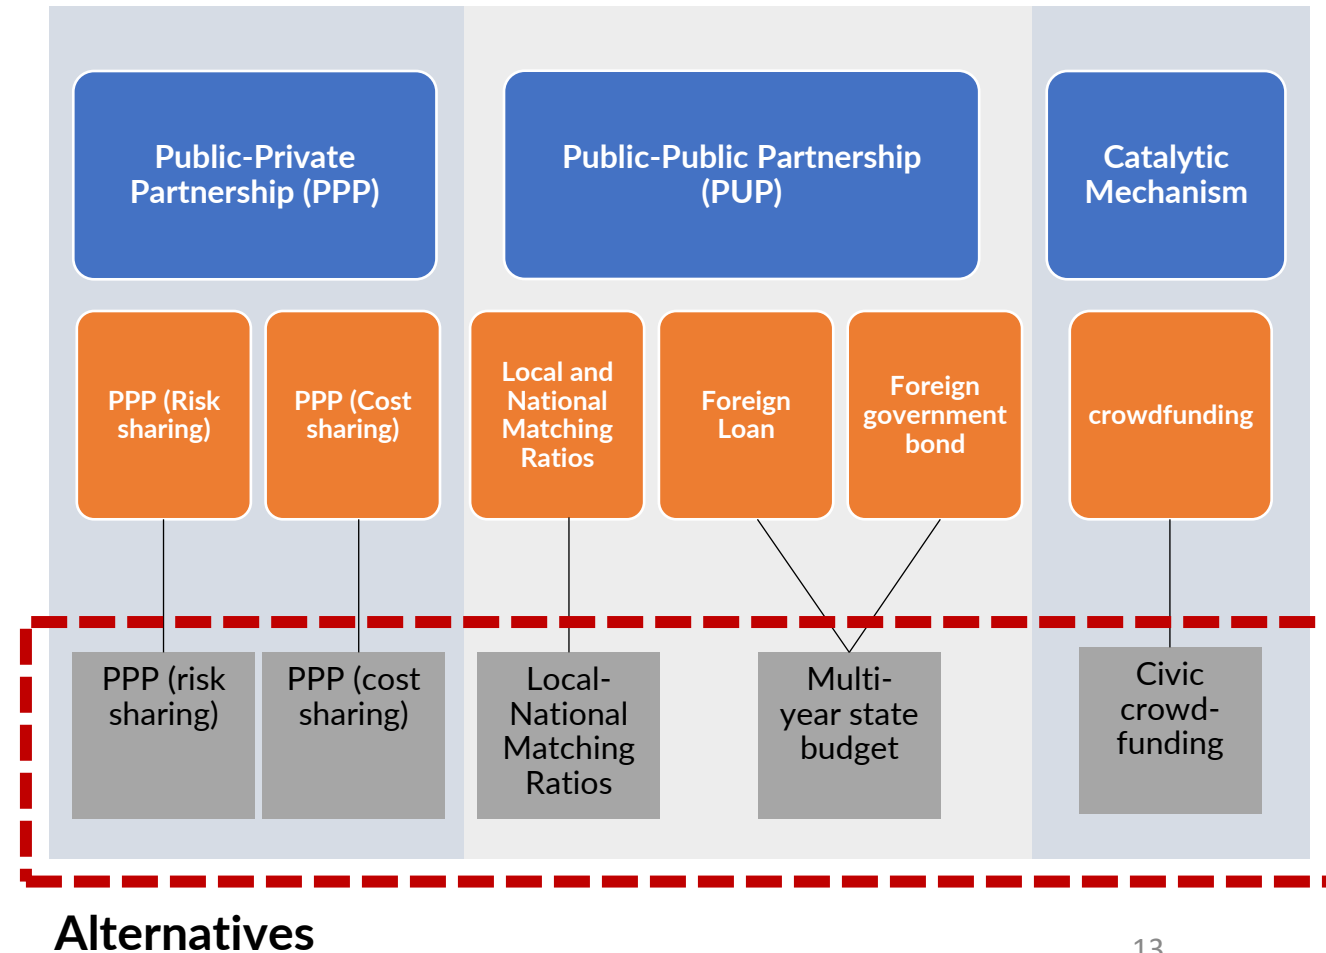 Public-Private
Partnership (PPP)
Public-Public Partnership
(PUP)
Catalytic
Mechanism
PPP (Risk
sharing)
PPP (Cost
sharing)
Local and
National
Matching
Ratios
Foreign
Loan
Foreign
government
bond
crowdfunding
PPP (risk
sharing)
PPP (cost
sharing)
Local-
National
Matching
Ratios
Multi-
year state
budget
Civic
crowd-
funding
Alternatives
13